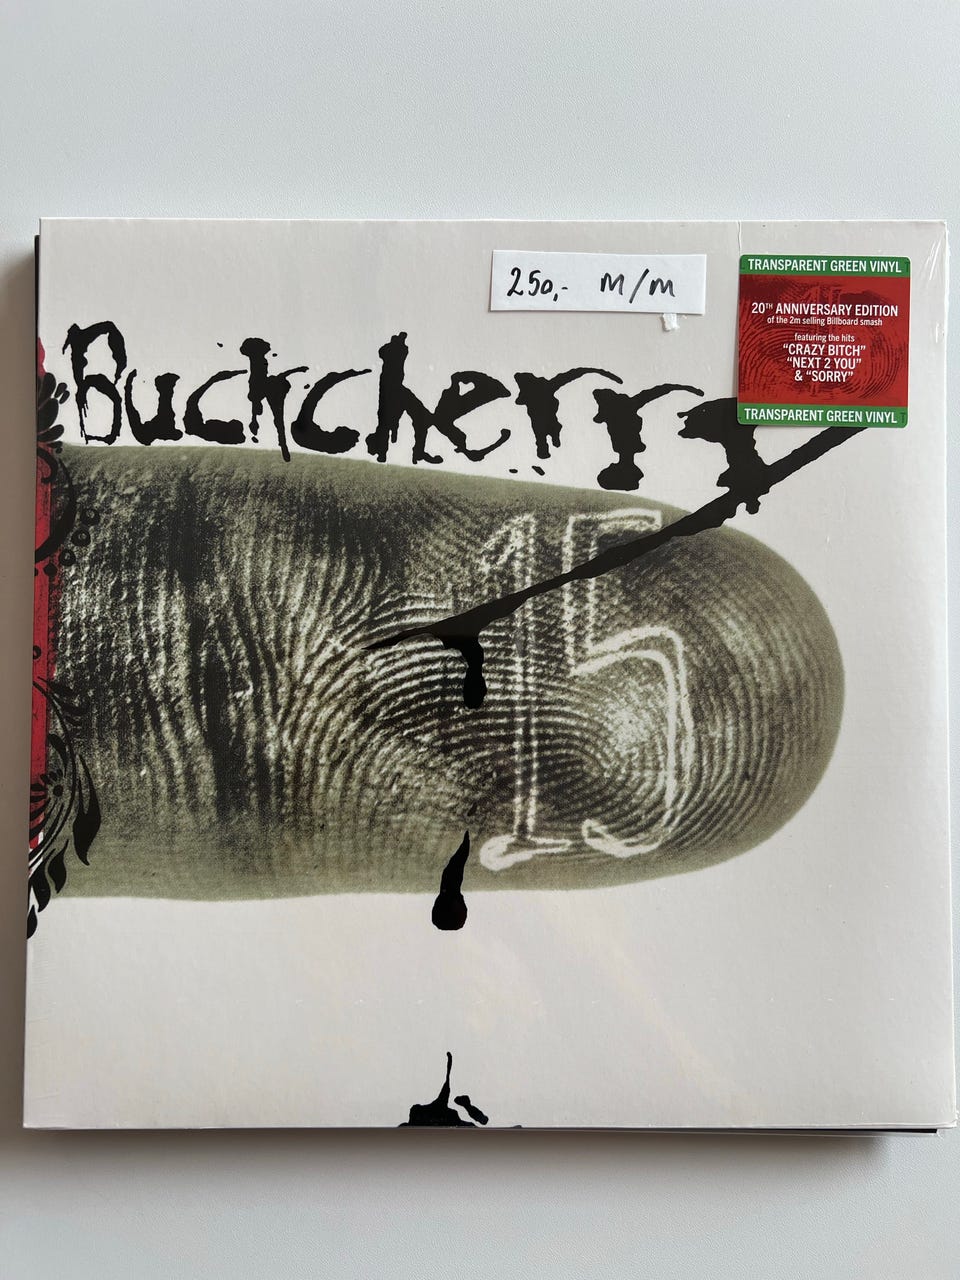 250,- M/M
TRANSPARENT GREEN VINYL
20TH ANNIVERSARY EDITION
of the 2m selling Billboard smash
featuring the hits
"CRAZY BITCH"
"NEXT 2 YOU"
& "SORRY"
TRANSPARENT GREEN VINYL
Buckcherry
15